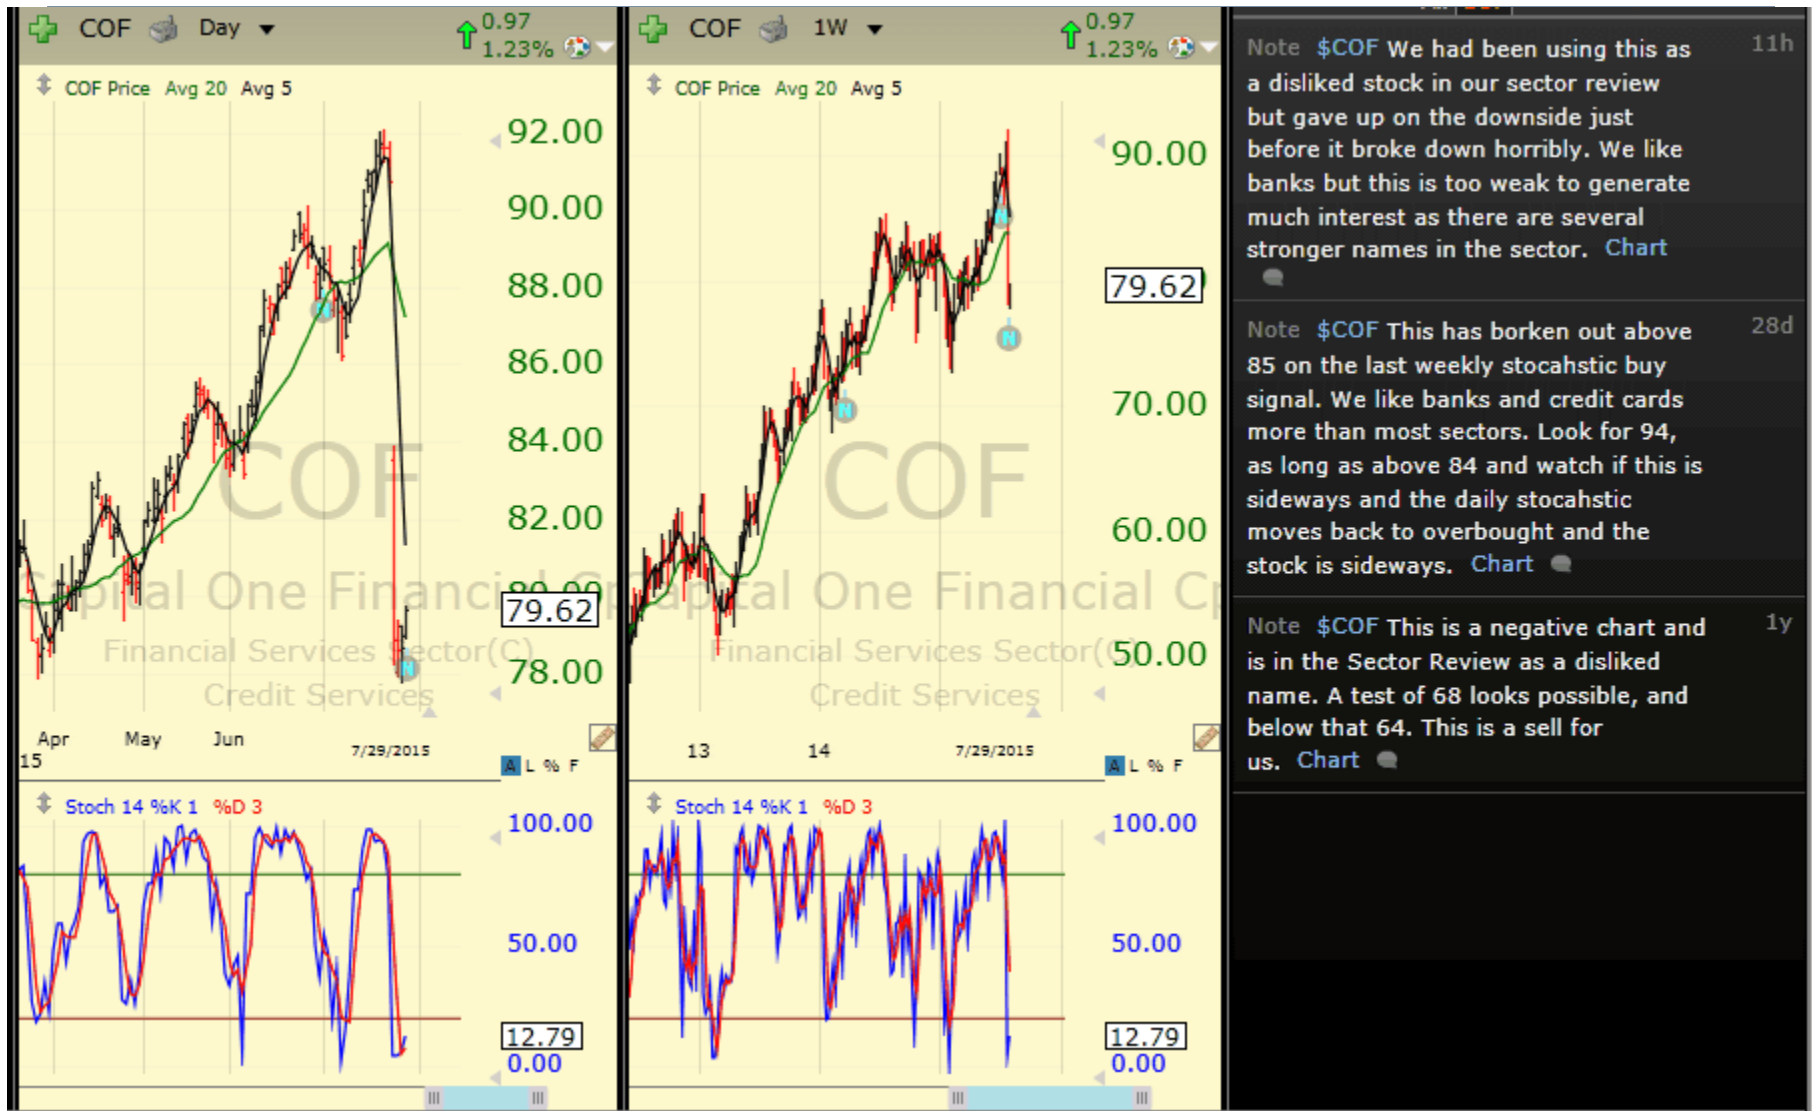 COF Day 0.97
1.23%
COF Price Avg 20 Avg 5
92.00
90.00
88.00
86.00
84.00
82.00
79.62
78.00
COF
Capital One Financial Cp
Financial Services Sector(C)
Credit Services
Apr May Jun
15 7/29/2015
A L % F
Stoch 14 %K 1 %D 3
100.00
50.00
12.79
0.00
COF 1W 0.97
1.23%
COF Price Avg 20 Avg 5
90.00
79.62
70.00
60.00
50.00
COF
Capital One Financial Cp
Financial Services Sector(C)
Credit Services
13 14 7/29/2015
A L % F
Stoch 14 %K 1 %D 3
100.00
50.00
12.79
0.00
Note $COF We had been using this as 11h
a disliked stock in our sector review
but gave up on the downside just
before it broke down horribly. We like
banks but this is too weak to generate
much interest as there are several
stronger names in the sector. Chart
Note $COF This has borken out above 28d
85 on the last weekly stocahstic buy
signal. We like banks and credit cards
more than most sectors. Look for 94,
as long as above 84 and watch if this is
sideways and the daily stocahstic
moves back to overbought and the
stock is sideways. Chart
Note $COF This is a negative chart and 1y
is in the Sector Review as a disliked
name. A test of 68 looks possible, and
below that 64. This is a sell for
us. Chart